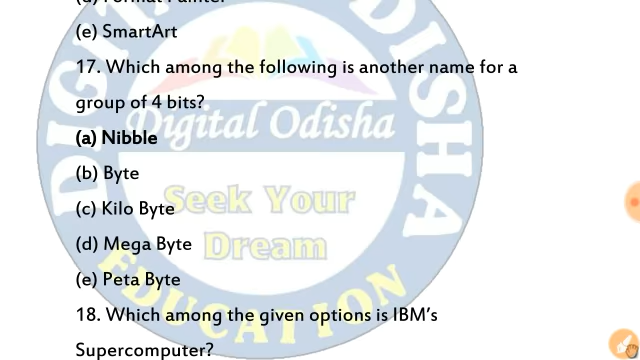 (d) Format Painter
(e) SmartArt
17. Which among the following is another name for a
group of 4 bits?
(a) Nibble
(b) Byte
(c) Kilo Byte
(d) Mega Byte
(e) Peta Byte
18. Which among the given options is IBM's
Supercomputer?
DIGITAL ODISHA
Digital Odisha
Seek Your
Dream
EDUCATION